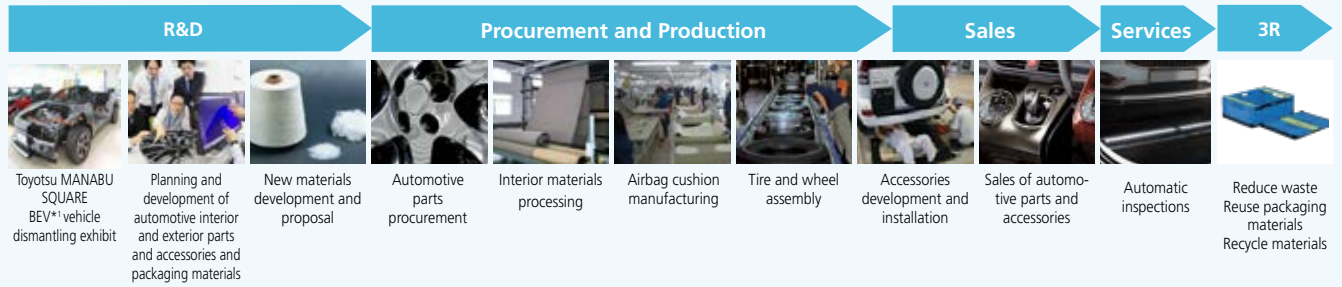 R&D
Procurement and Production
Sales
Services
3R
Toyotsu MANABU
SQUARE
BEV*1 vehicle
dismantling exhibit
Planning and
development of
automotive interior
and exterior parts
and accessories and
packaging materials
New materials
development and
proposal
Automotive
parts
procurement
Interior materials
processing
Airbag cushion
manufacturing
Tire and wheel
assembly
Accessories
development and
installation
Sales of automo-
tive parts and
accessories
Automatic
inspections
Reduce waste
Reuse packaging
materials
Recycle materials